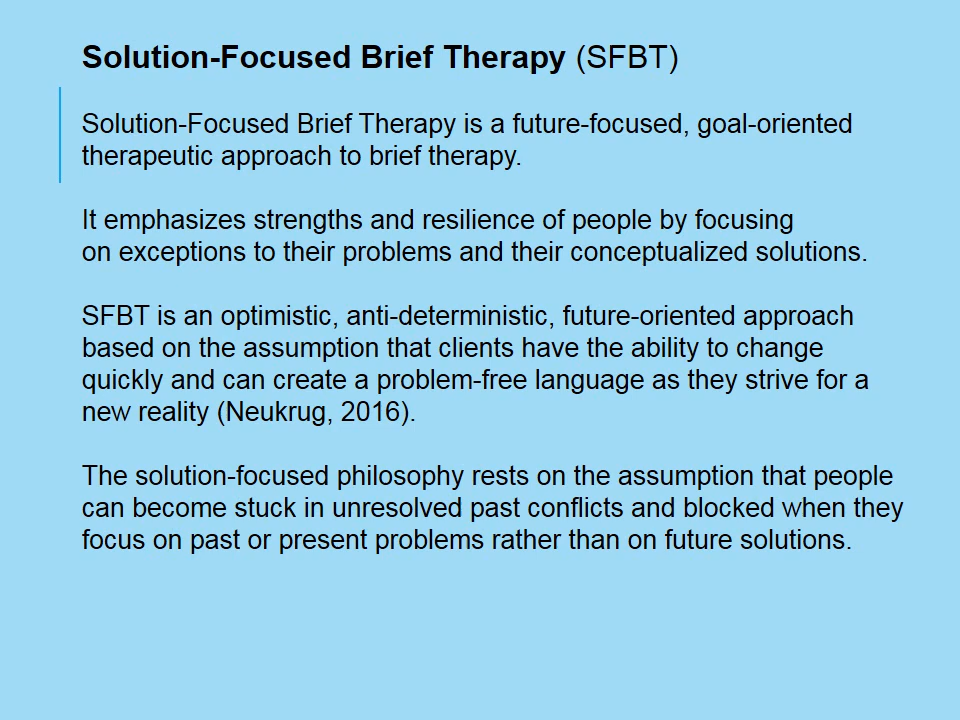 Solution-Focused Brief Therapy (SFBT)
Solution-Focused Brief Therapy is a future-focused, goal-oriented
therapeutic approach to brief therapy.
It emphasizes strengths and resilience of people by focusing
on exceptions to their problems and their conceptualized solutions.
SFBT is an optimistic, anti-deterministic, future-oriented approach
based on the assumption that clients have the ability to change
quickly and can create a problem-free language as they strive for a
new reality (Neukrug, 2016).
The solution-focused philosophy rests on the assumption that people
can become stuck in unresolved past conflicts and blocked when they
focus on past or present problems rather than on future solutions.